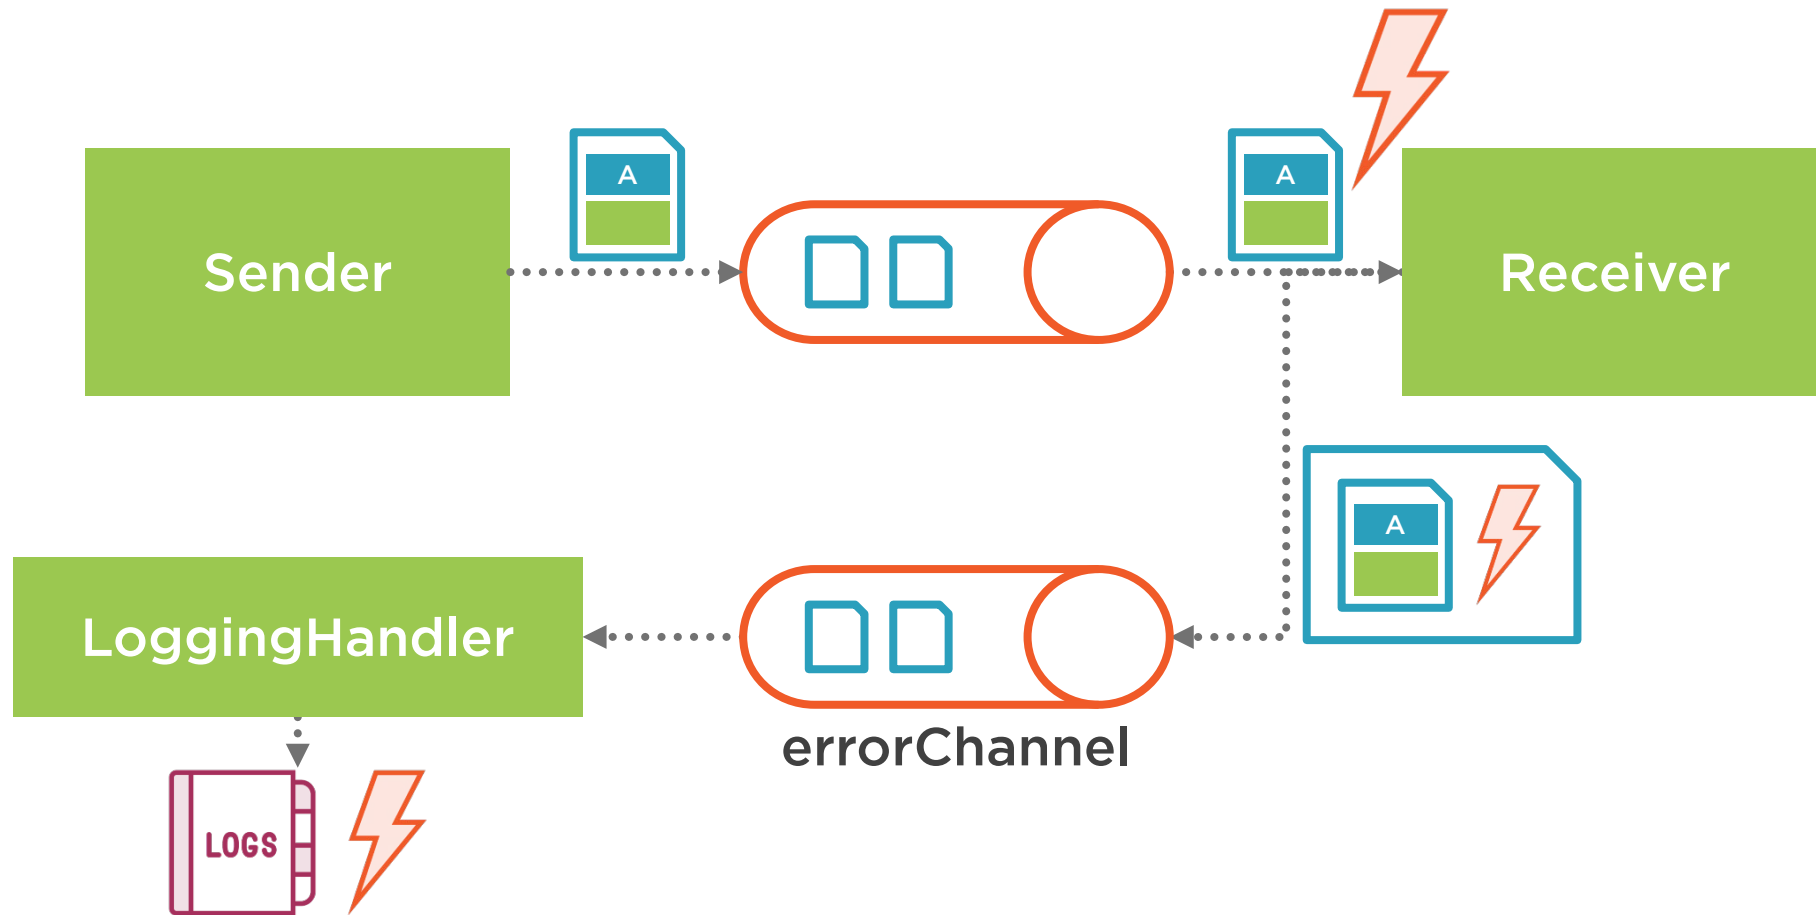 A
A
Sender
Receiver
A
LoggingHandler
errorChannel
LOGS